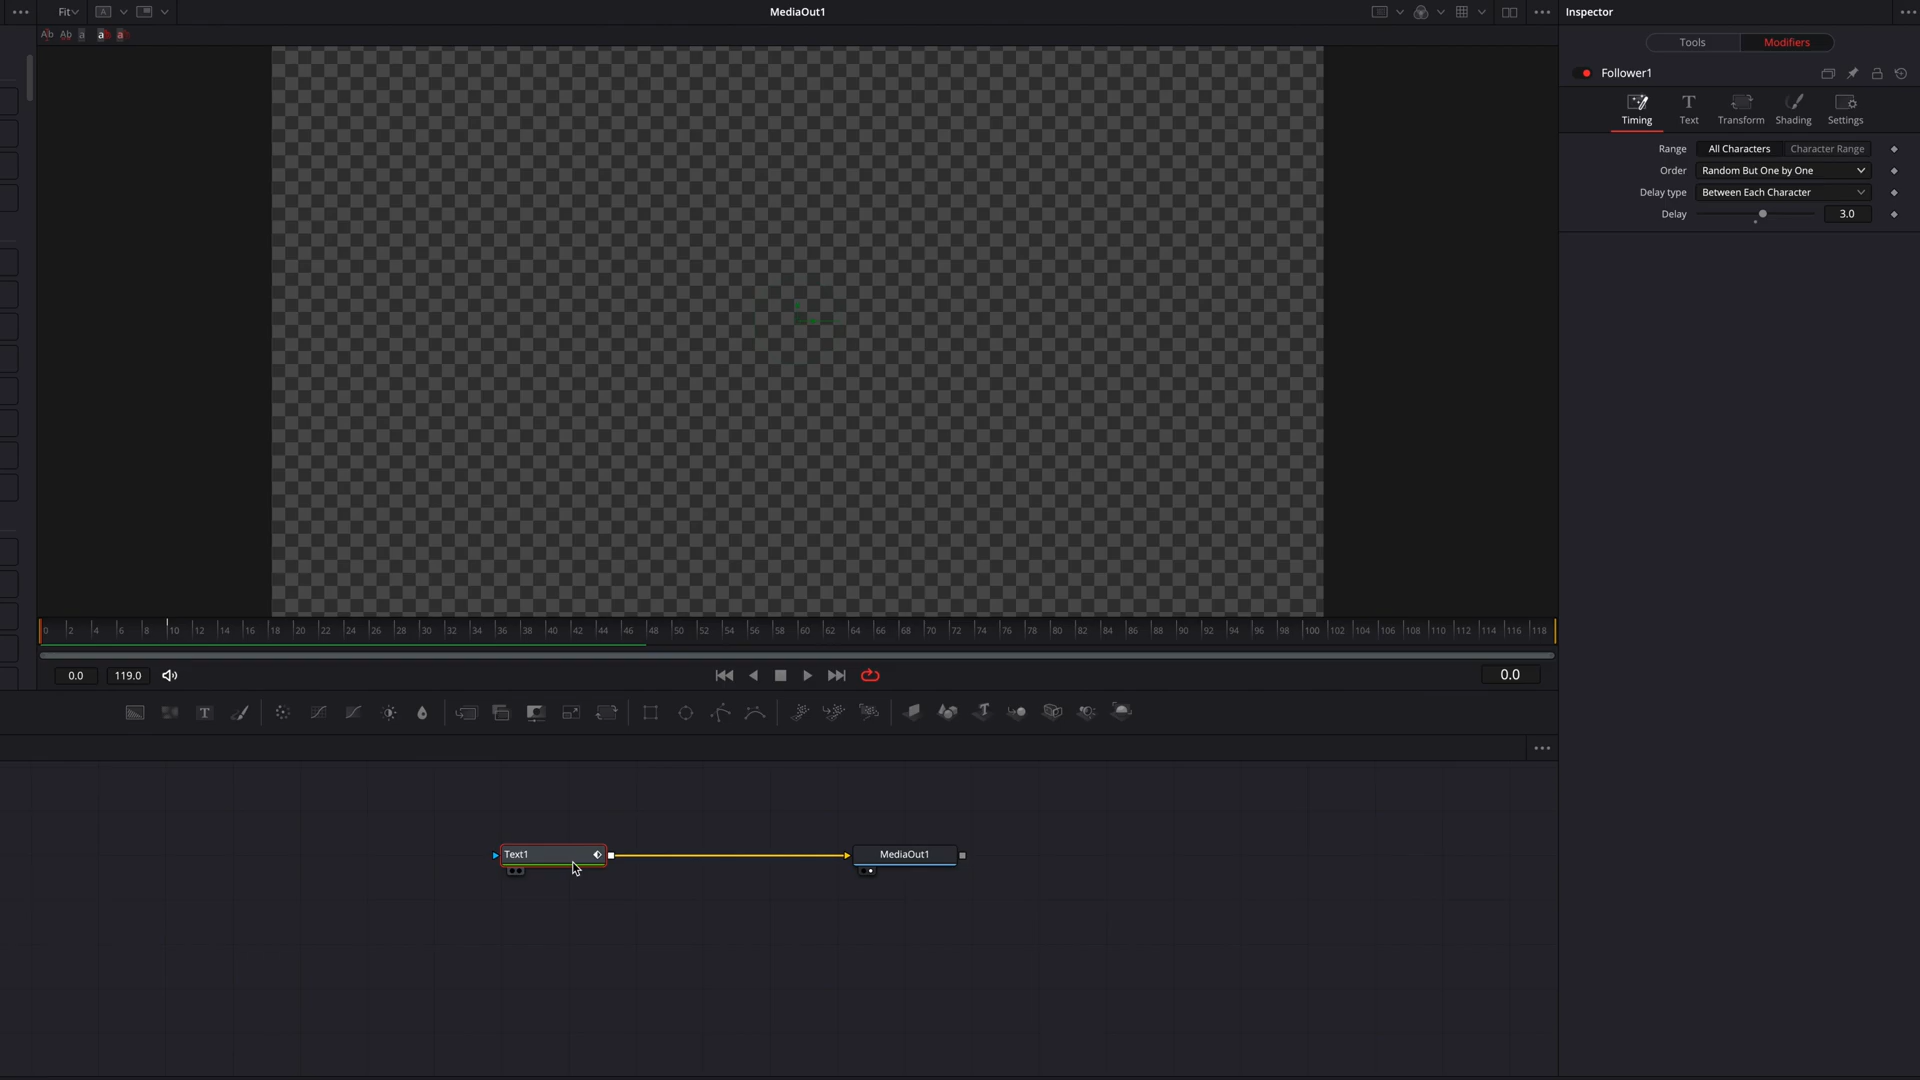 Fit MediaOut1 Inspector
Ab Ab a a a
Tools Modifiers
Follower1
Timing Text Transform Shading Settings
Range All Characters Character Range
Order Random But One by One
Delay type Between Each Character
Delay 3.0
0 2 4 6 8 10 12 14 16 18 20 22 24 26 28 30 32 34 36 38 40 42 44 46 48 50 52 54 56 58 60 62 64 66 68 70 72 74 76 78 80 82 84 86 88 90 92 94 96 98 100 102 104 106 108 110 112 114 116 118
0.0 119.0 0.0
Text1 MediaOut1